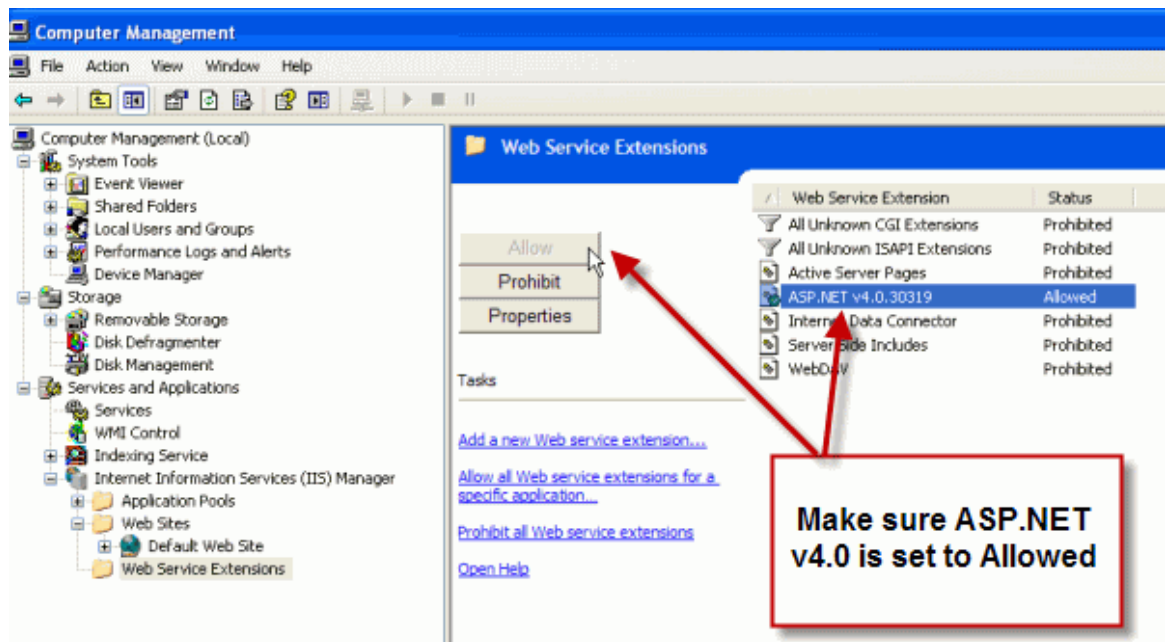 Computer Management
File Action View Window Help
Computer Management (Local)
System Tools
Event Viewer
Shared Folders
Local Users and Groups
Performance Logs and Alerts
Device Manager
Storage
Removable Storage
Disk Defragmenter
Disk Management
Services and Applications
Services
WMI Control
Indexing Service
Internet Information Services (IIS) Manager
Application Pools
Web Sites
Default Web Site
Web Service Extensions
Web Service Extensions
Allow
Prohibit
Properties
Tasks
Add a new Web service extension...
Allow all Web service extensions for a
specific application...
Prohibit all Web service extensions
Open Help
Web Service Extension Status
All Unknown CGI Extensions Prohibited
All Unknown ISAPI Extensions Prohibited
Active Server Pages Prohibited
ASP.NET v4.0.30319 Allowed
Internet Data Connector Prohibited
Server Side Includes Prohibited
WebDAV Prohibited
Make sure ASP.NET
v4.0 is set to Allowed